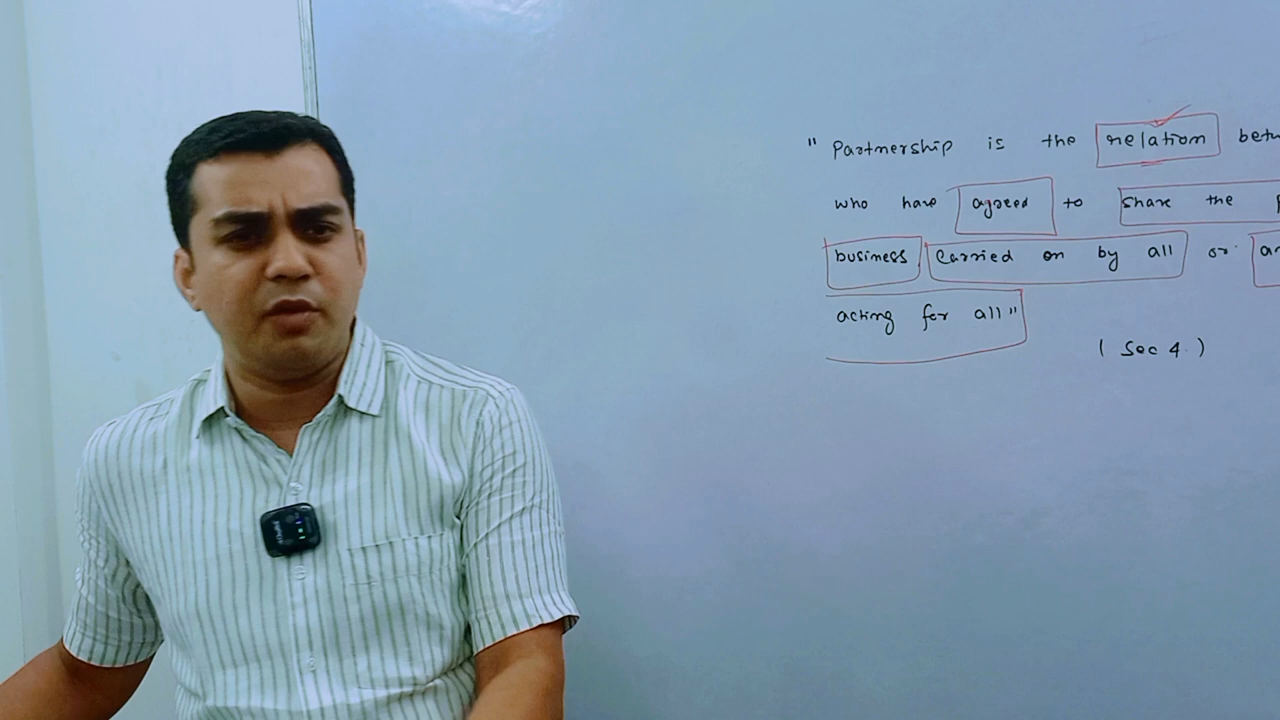 " Partnership is the relation betw
who have agreed to share the p
business carried on by all or an
acting for all"
( Sec 4. )